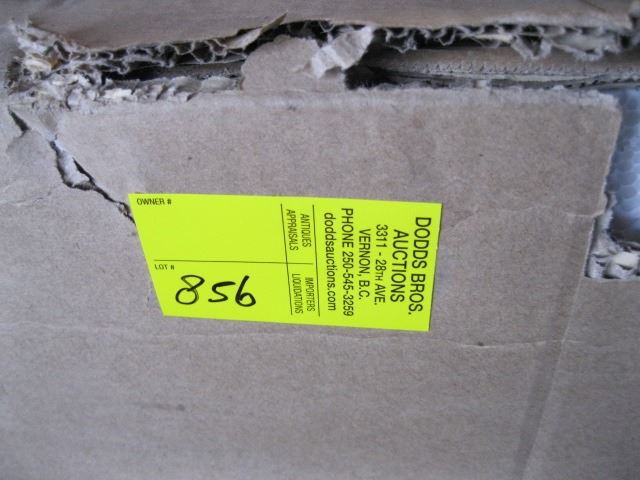 DODDS BROS.
AUCTIONS
3311 - 28TH AVE.
VERNON, B.C.
PHONE 250-545-3259
doddsauctions.com
ANTIQUES
APPRAISALS
IMPORTERS
LIQUIDATIONS
OWNER #
LOT #
856